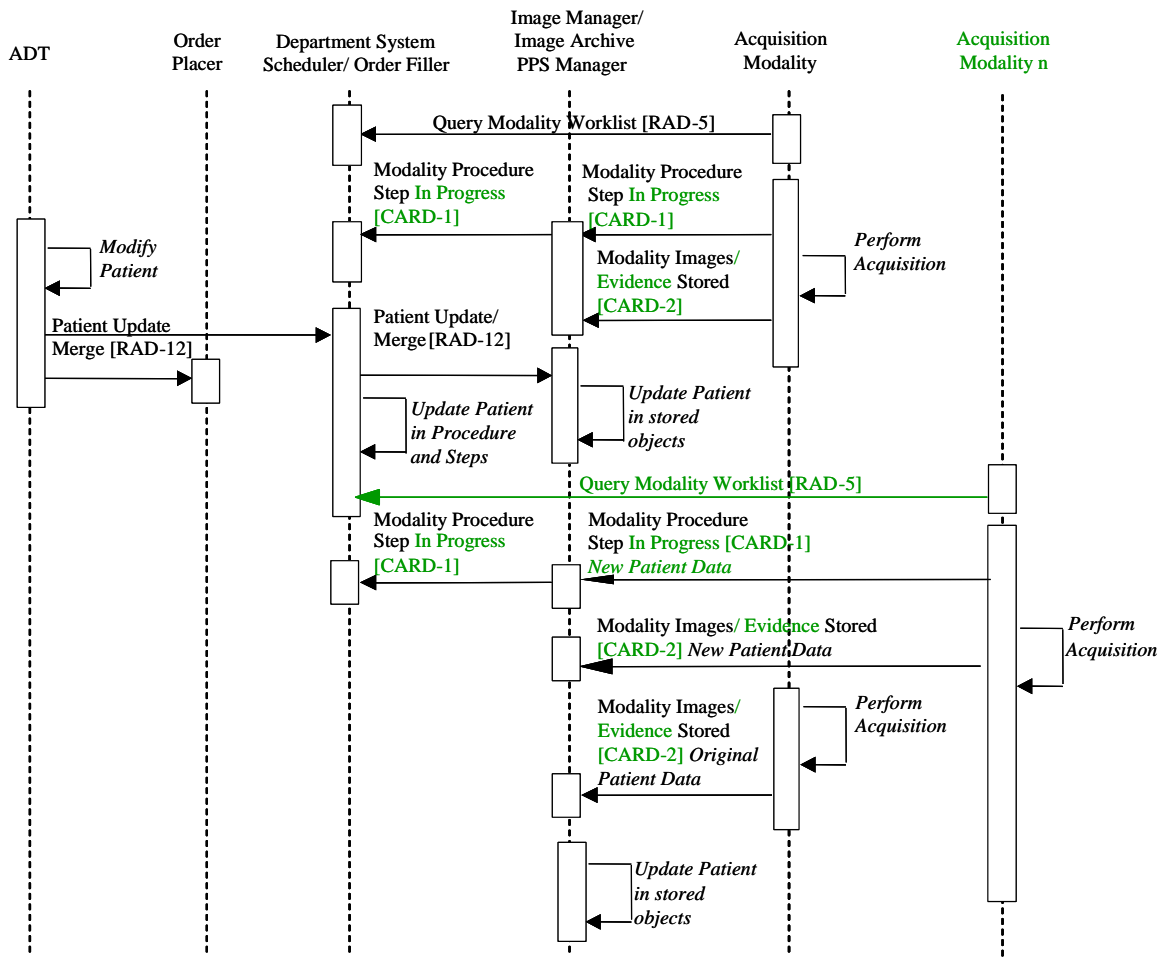 ADT
Order
Placer
Department System
Scheduler/ Order Filler
Image Manager/
Image Archive
PPS Manager
Acquisition
Modality
Acquisition
Modality n
Query Modality Worklist [RAD-5]
Modality Procedure
Step In Progress
[CARD-1]
Modality Procedure
Step In Progress
[CARD-1]
Modify
Patient
Perform
Acquisition
Modality Images/
Evidence Stored
[CARD-2]
Patient Update
Merge [RAD-12]
Patient Update/
Merge [RAD-12]
Update Patient
in Procedure
and Steps
Update Patient
in stored
objects
Query Modality Worklist [RAD-5]
Modality Procedure
Step In Progress
[CARD-1]
Modality Procedure
Step In Progress [CARD-1]
New Patient Data
Modality Images/ Evidence Stored
[CARD-2] New Patient Data
Perform
Acquisition
Modality Images/
Evidence Stored
[CARD-2] Original
Patient Data
Perform
Acquisition
Update Patient
in stored
objects